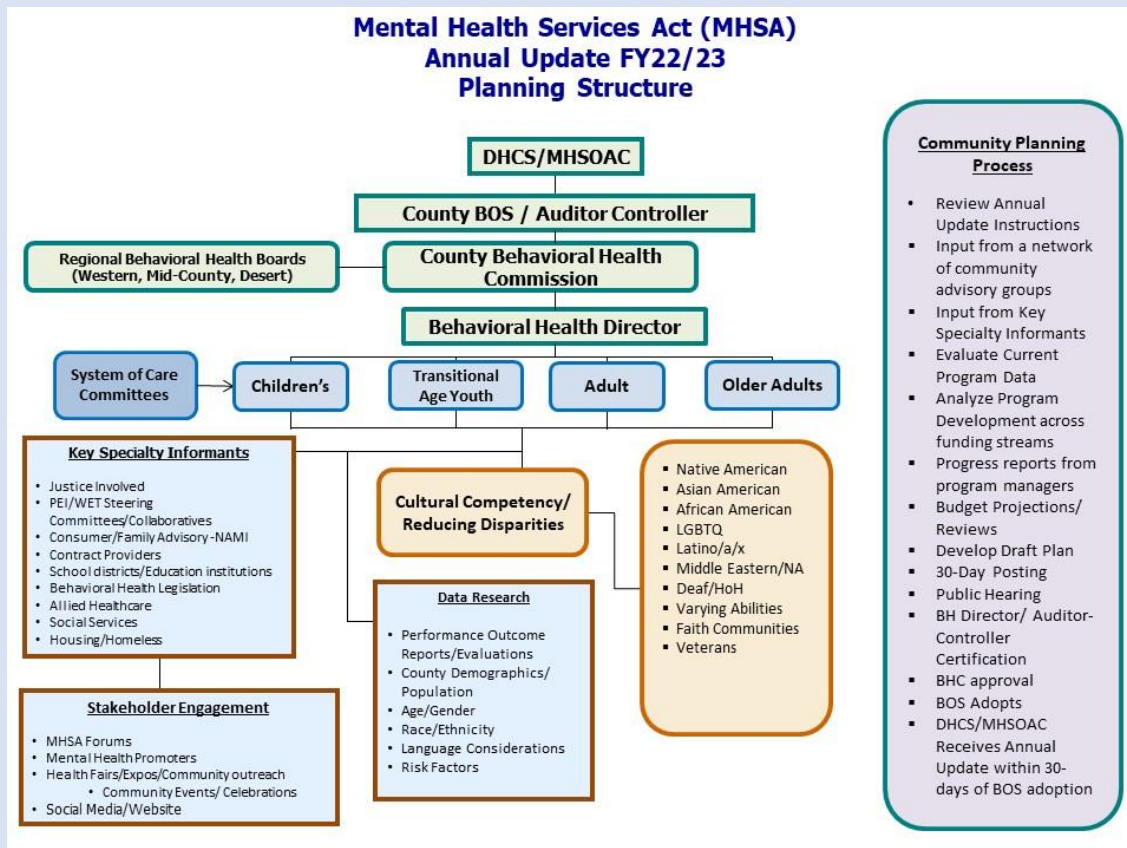 Mental Health Services Act (MHSA)
Annual Update FY22/23
Planning Structure
DHCS/MHSOAC
County BOS / Auditor Controller
Regional Behavioral Health Boards
(Western, Mid-County, Desert)
County Behavioral Health
Commission
Behavioral Health Director
System of Care
Committees
Children's
Transitional
Age Youth
Adult
Older Adults
Key Specialty Informants
• Justice Involved
• PEI/WET Steering
Committees/Collaboratives
• Consumer/Family Advisory -NAMI
• Contract Providers
• School districts/Education institutions
• Behavioral Health Legislation
• Allied Healthcare
• Social Services
• Housing/Homeless
Stakeholder Engagement
• MHSA Forums
• Mental Health Promoters
• Health Fairs/Expos/Community outreach
• Community Events/ Celebrations
• Social Media/Website
Cultural Competency/
Reducing Disparities
Data Research
• Performance Outcome
Reports/Evaluations
• County Demographics/
Population
• Age/Gender
• Race/Ethnicity
• Language Considerations
• Risk Factors
▪ Native American
▪ Asian American
▪ African American
▪ LGBTQ
▪ Latino/a/x
▪ Middle Eastern/NA
▪ Deaf/HoH
▪ Varying Abilities
▪ Faith Communities
▪ Veterans
Community Planning
Process
• Review Annual
Update Instructions
▪ Input from a network
of community
advisory groups
▪ Input from Key
Specialty Informants
▪ Evaluate Current
Program Data
▪ Analyze Program
Development across
funding streams
▪ Progress reports from
program managers
▪ Budget Projections/
Reviews
▪ Develop Draft Plan
▪ 30-Day Posting
▪ Public Hearing
▪ BH Director/ Auditor-
Controller
Certification
▪ BHC approval
▪ BOS Adopts
▪ DHCS/MHSOAC
Receives Annual
Update within 30-
days of BOS adoption